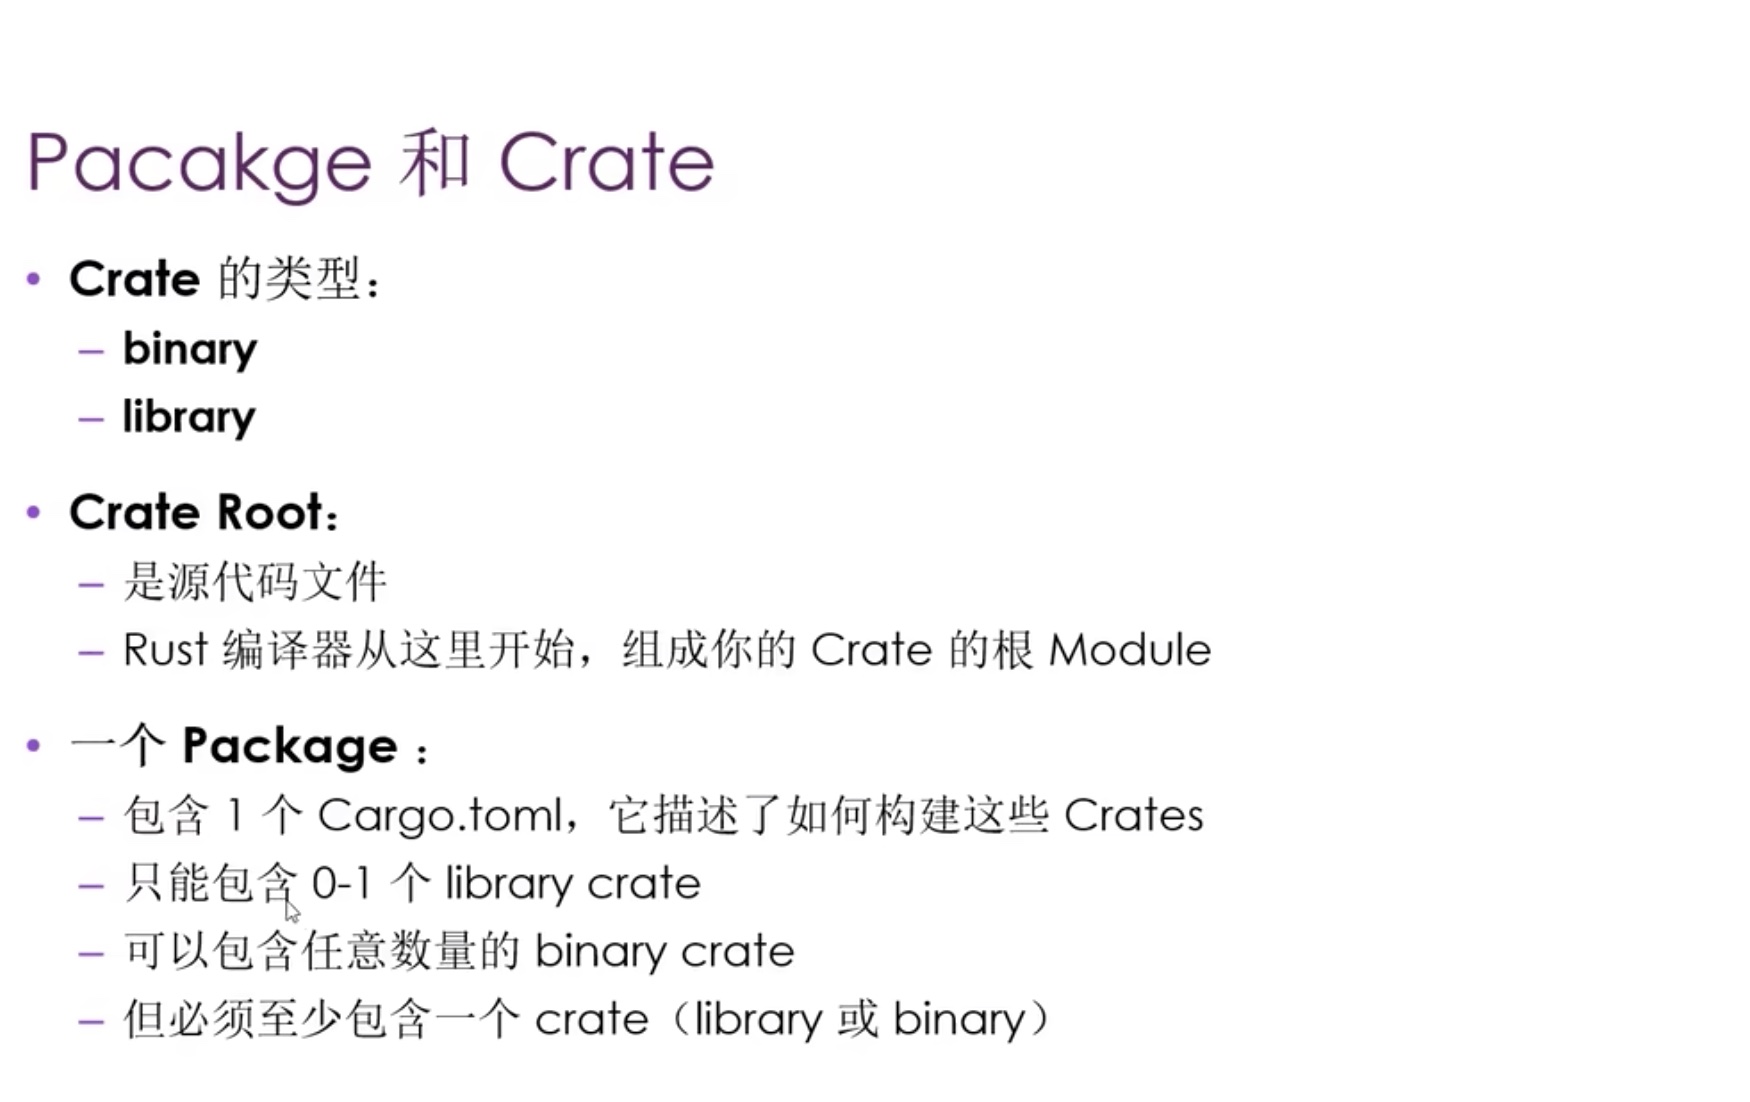 Pacakge 和 Crate
• Crate 的类型：
– binary
– library
• Crate Root：
– 是源代码文件
– Rust 编译器从这里开始，组成你的 Crate 的根 Module
• 一个 Package ：
– 包含 1 个 Cargo.toml，它描述了如何构建这些 Crates
– 只能包含 0-1 个 library crate
– 可以包含任意数量的 binary crate
– 但必须至少包含一个 crate（library 或 binary）